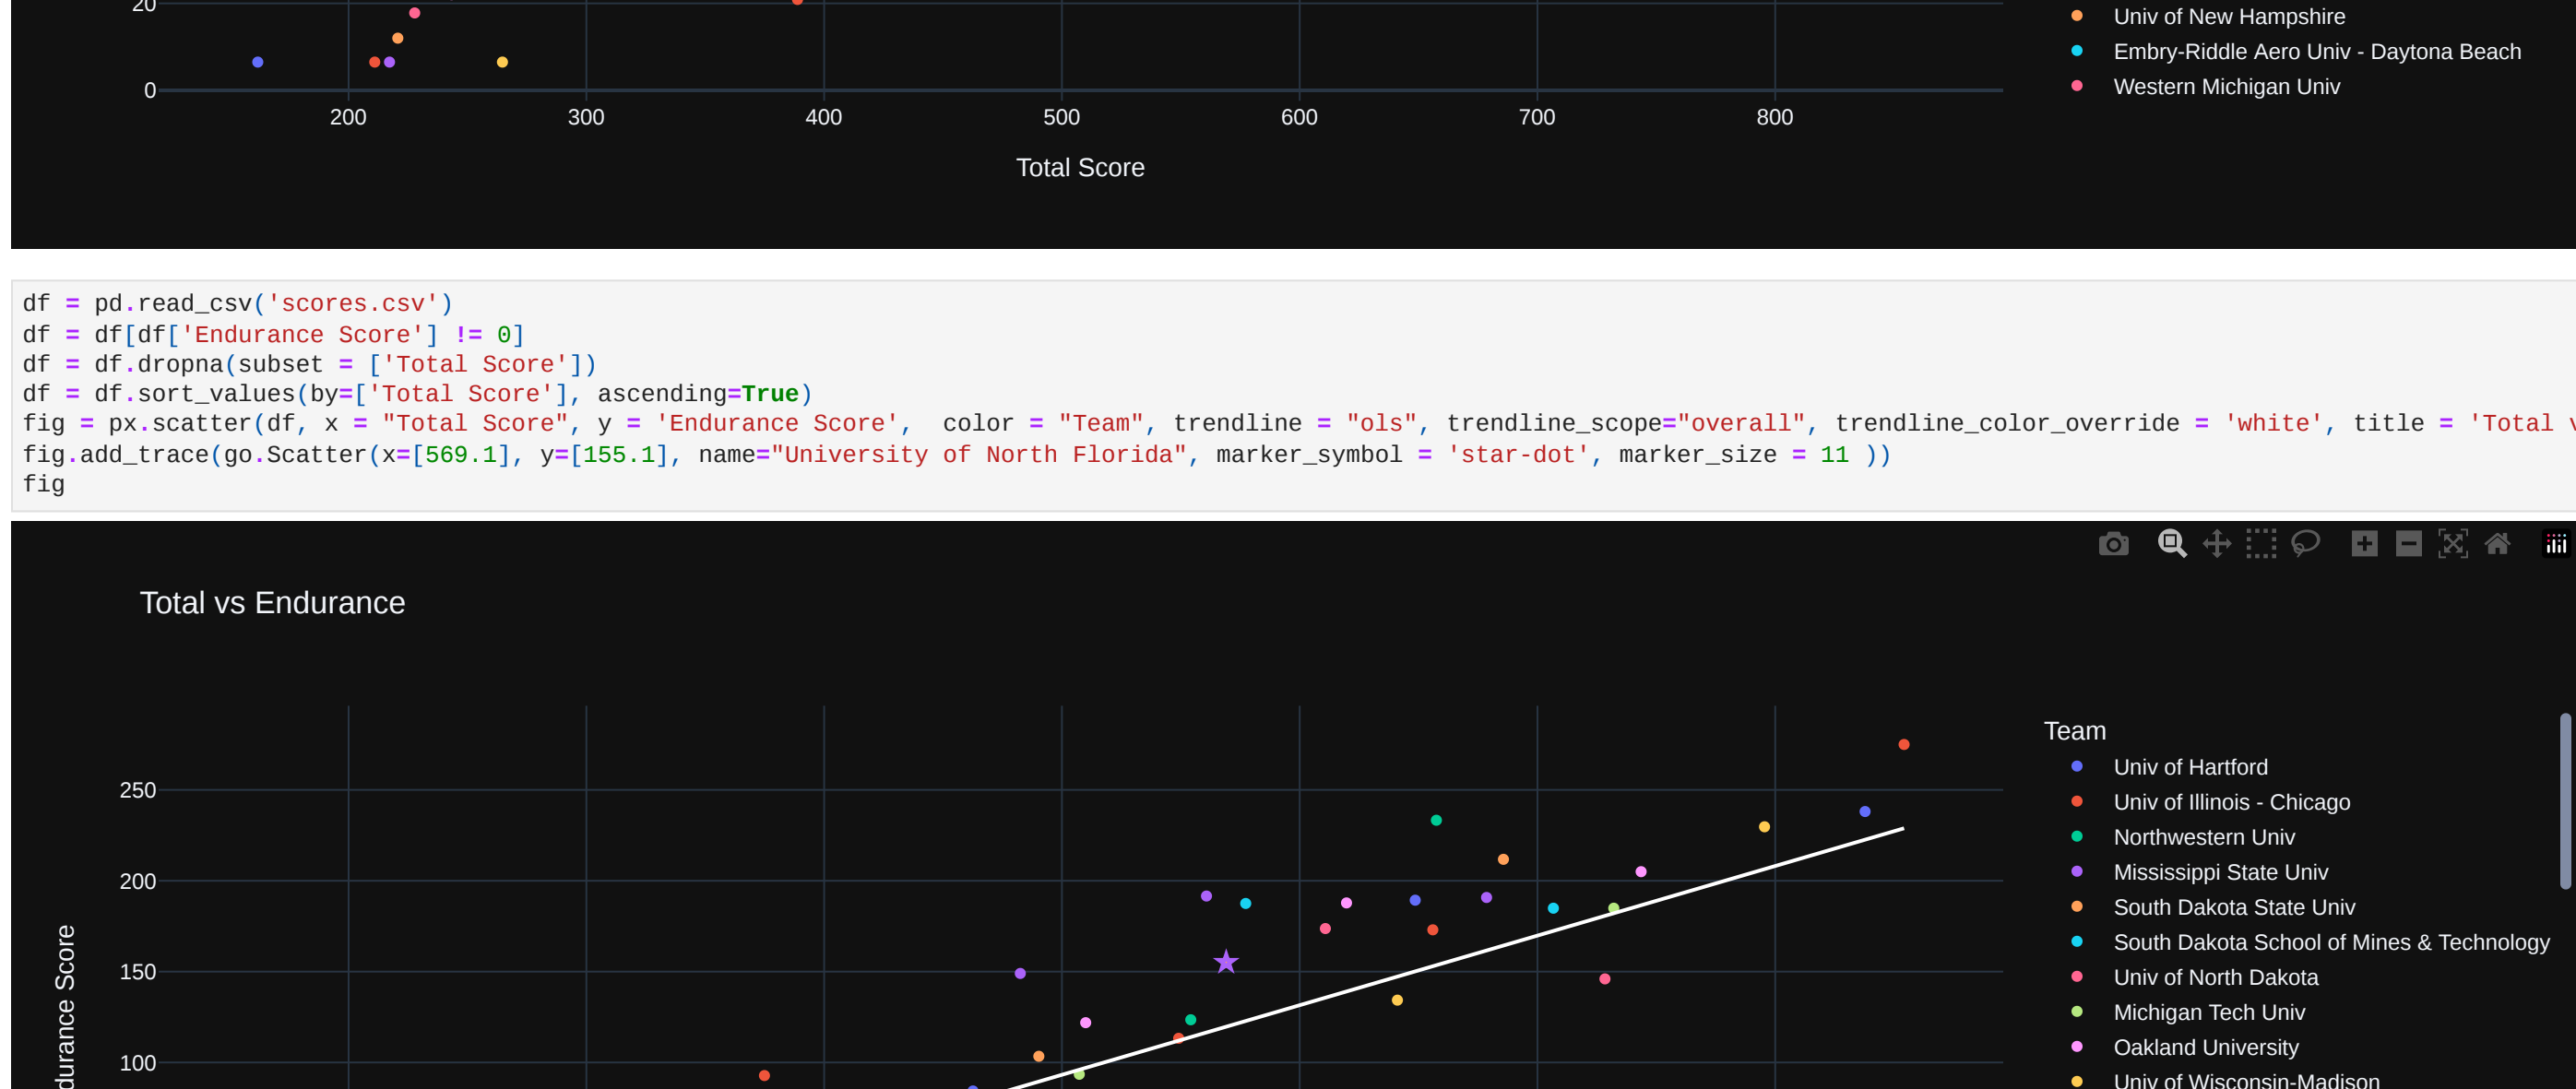 20
Univ of New Hampshire
Embry-Riddle Aero Univ - Daytona Beach
Western Michigan Univ
0
200 300 400 500 600 700 800
Total Score
df = pd.read_csv('scores.csv')
df = df[df['Endurance Score'] != 0]
df = df.dropna(subset = ['Total Score'])
df = df.sort_values(by=['Total Score'], ascending=True)
fig = px.scatter(df, x = "Total Score", y = 'Endurance Score',  color = "Team", trendline = "ols", trendline_scope="overall", trendline_color_override = 'white', title = 'Total v
fig.add_trace(go.Scatter(x=[569.1], y=[155.1], name="University of North Florida", marker_symbol = 'star-dot', marker_size = 11 ))
fig
Total vs Endurance
Team
Univ of Hartford
Univ of Illinois - Chicago
Northwestern Univ
Mississippi State Univ
South Dakota State Univ
South Dakota School of Mines & Technology
Univ of North Dakota
Michigan Tech Univ
Oakland University
Univ of Wisconsin-Madison
250
200
150
100
durance Score